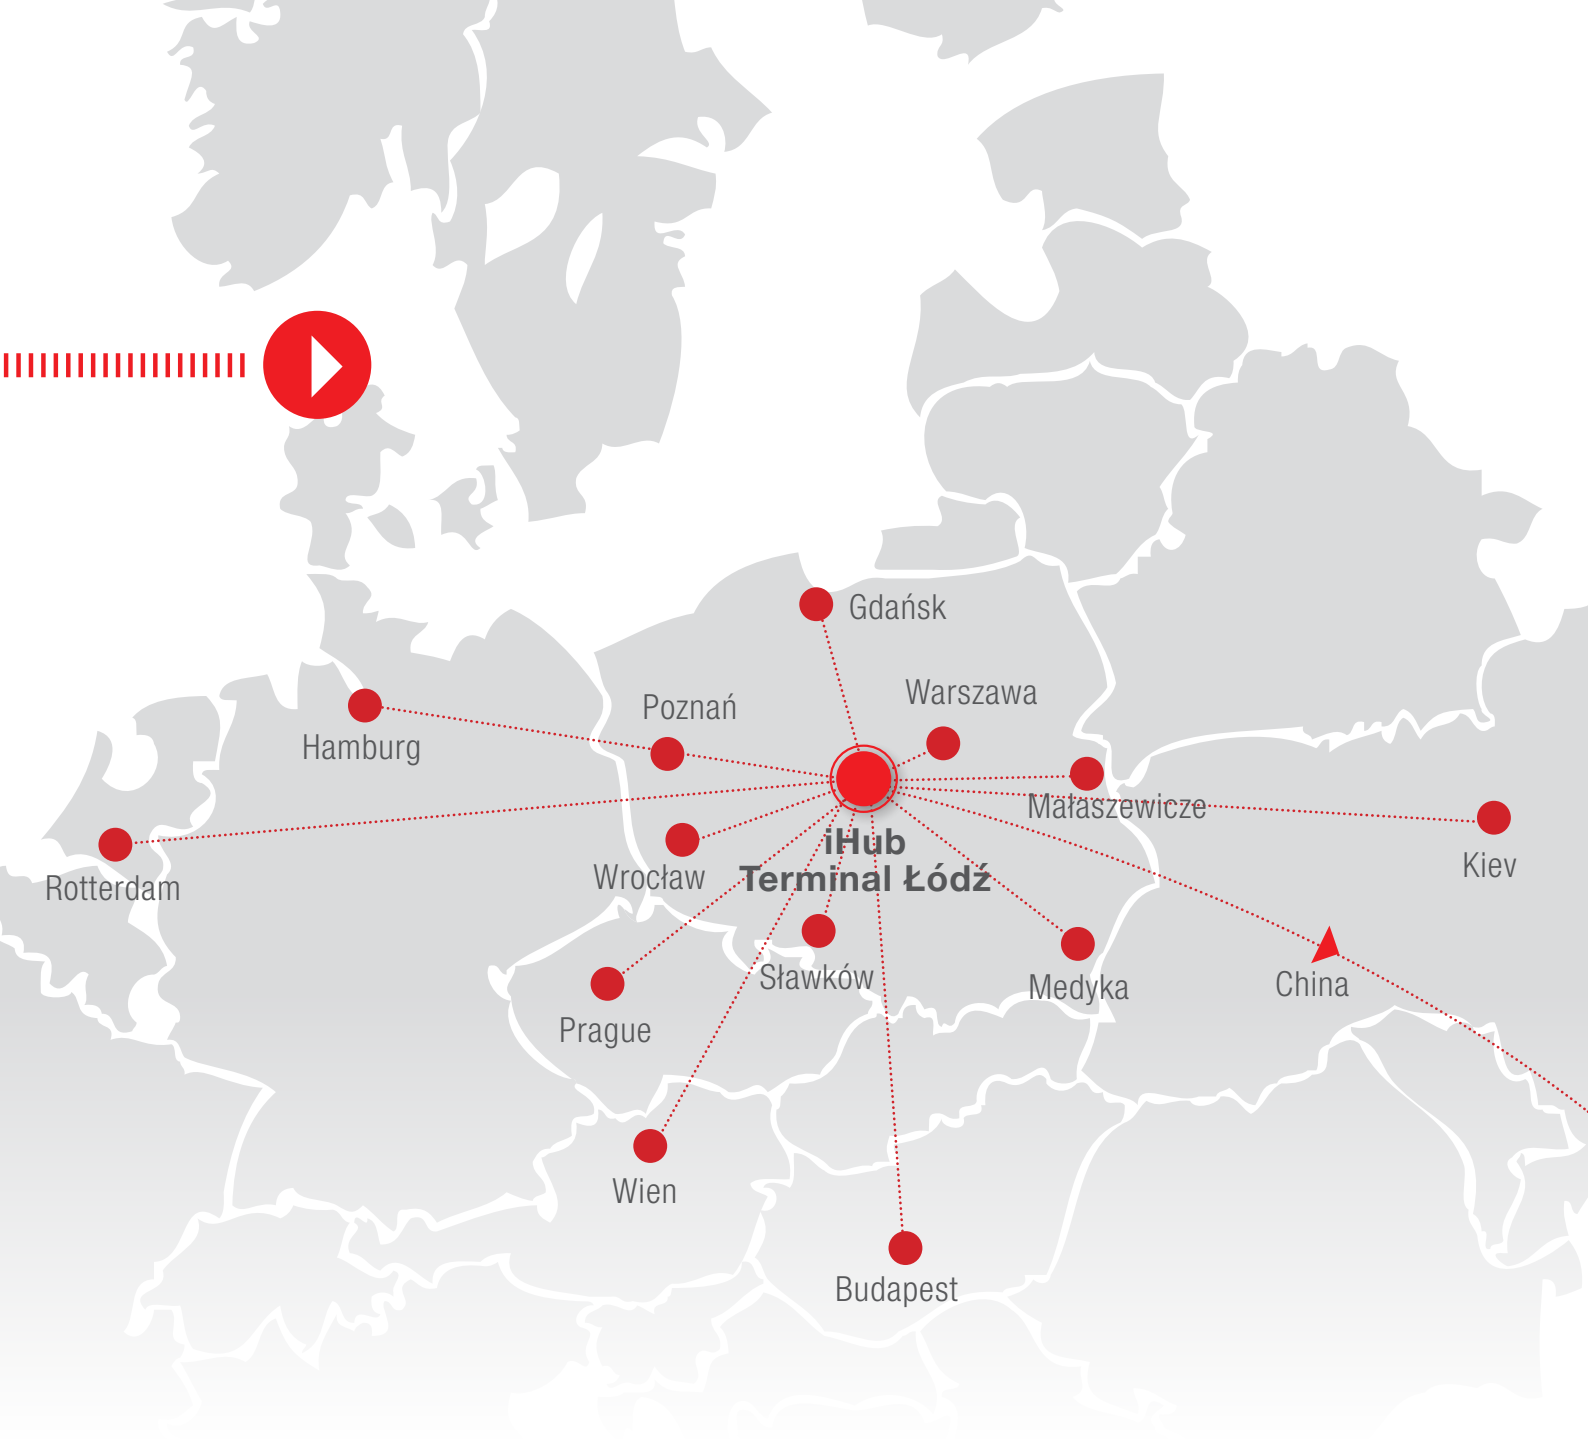 Gdańsk
Warszawa
Poznań
Hamburg
Małaszewicze
iHub
Terminal Łódź
Kiev
Wrocław
Rotterdam
Sławków
Medyka
China
Prague
Wien
Budapest